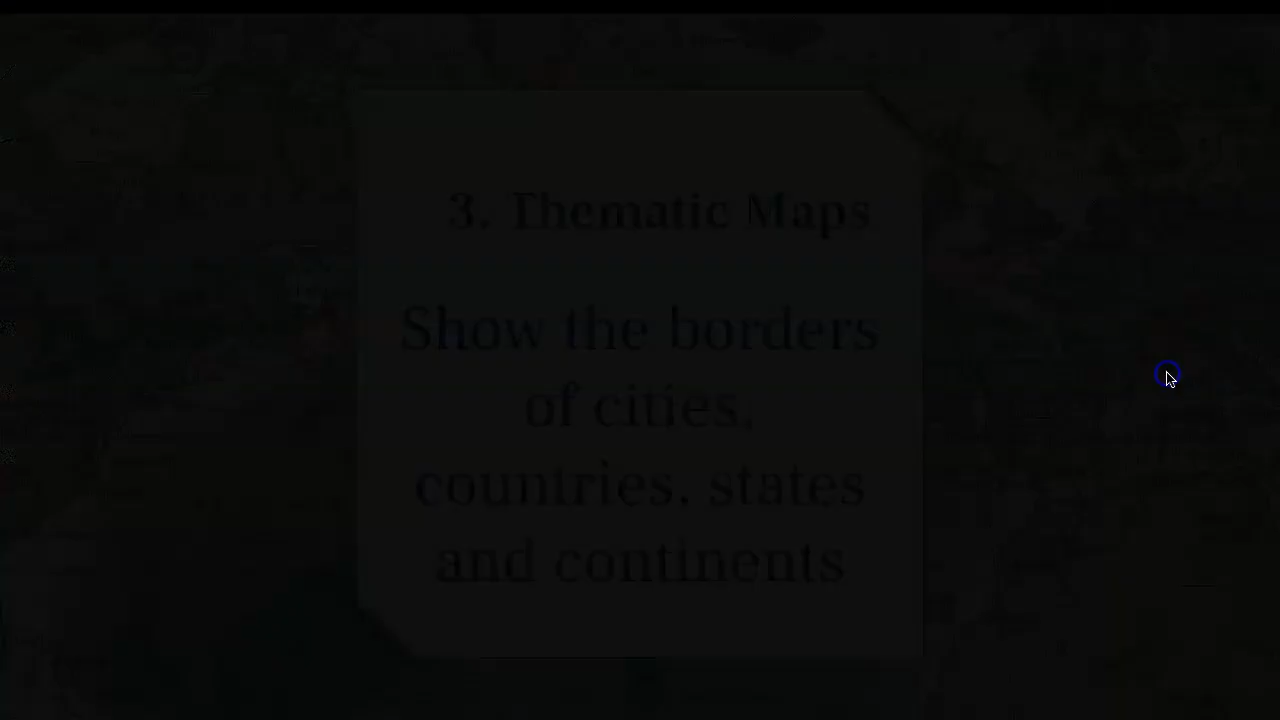 3. Thematic Maps
Show the borders
of cities,
countries, states
and continents